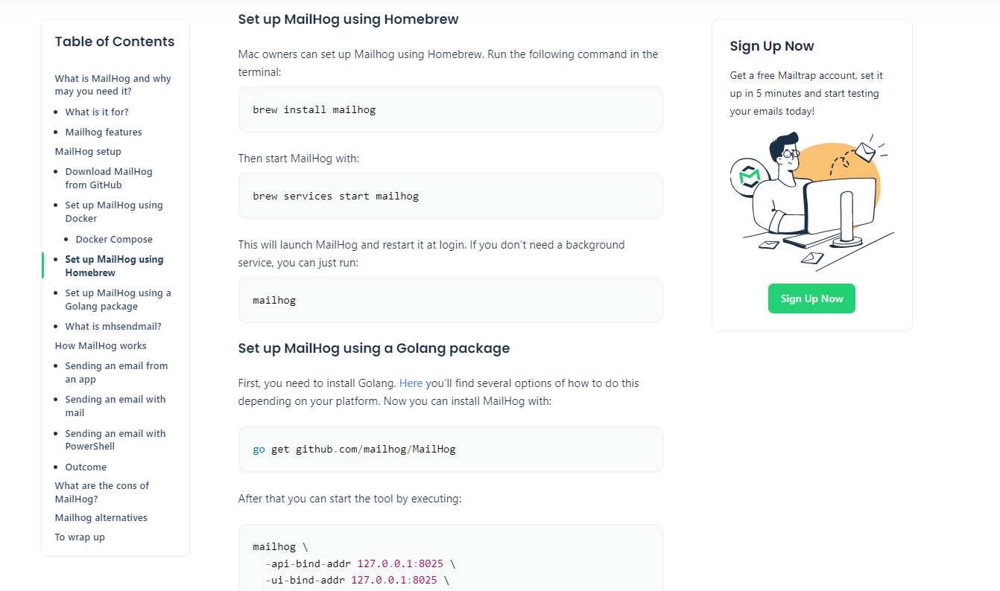 Table of Contents
What is MailHog and why
may you need it?
What is it for?
Mailhog features
MailHog setup
Download MailHog
from GitHub
Set up MailHog using
Docker
Docker Compose
Set up MailHog using
Homebrew
Set up MailHog using a
Golang package
What is mhsendmail?
How MailHog works
Sending an email from
an app
Sending an email with
mail
Sending an email with
PowerShell
Outcome
What are the cons of
MailHog?
Mailhog alternatives
To wrap up
Set up MailHog using Homebrew
Mac owners can set up Mailhog using Homebrew. Run the following command in the
terminal:
brew install mailhog
Then start MailHog with:
brew services start mailhog
This will launch MailHog and restart it at login. If you don’t need a background
service, you can just run:
mailhog
Set up MailHog using a Golang package
First, you need to install Golang. Here you’ll find several options of how to do this
depending on your platform. Now you can install MailHog with:
go get github.com/mailhog/MailHog
After that you can start the tool by executing:
mailhog \
-api-bind-addr 127.0.0.1:8025 \
-ui-bind-addr 127.0.0.1:8025 \
Sign Up Now
Get a free Mailtrap account, set it
up in 5 minutes and start testing
your emails today!
Sign Up Now